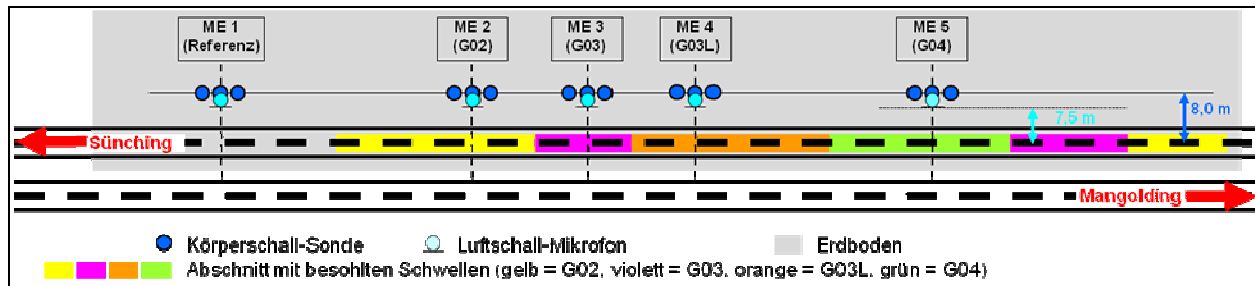 ME 1
(Referenz)
ME 2
(G02)
ME 3
(G03)
ME 4
(G03L)
ME 5
(G04)
7,5 m
8,0 m
Sünching
Mangolding
Körperschall-Sonde
Luftschall-Mikrofon
Erdboden
Abschnitt mit besohlten Schwellen (gelb = G02, violett = G03, orange = G03L, grün = G04)